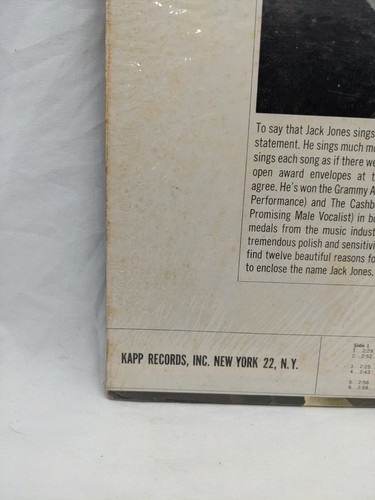 To say that Jack Jones sings
statement. He sings much m
sings each song as if there we
open award envelopes at t
agree. He's won the Grammy A
Performance) and The Cashb
Promising Male Vocalist) in b
medals from the music indust
tremendous polish and sensitivi
find twelve beautiful reasons fo
to enclose the name Jack Jones.
KAPP RECORDS, INC. NEW YORK 22, N.Y.
Side 1